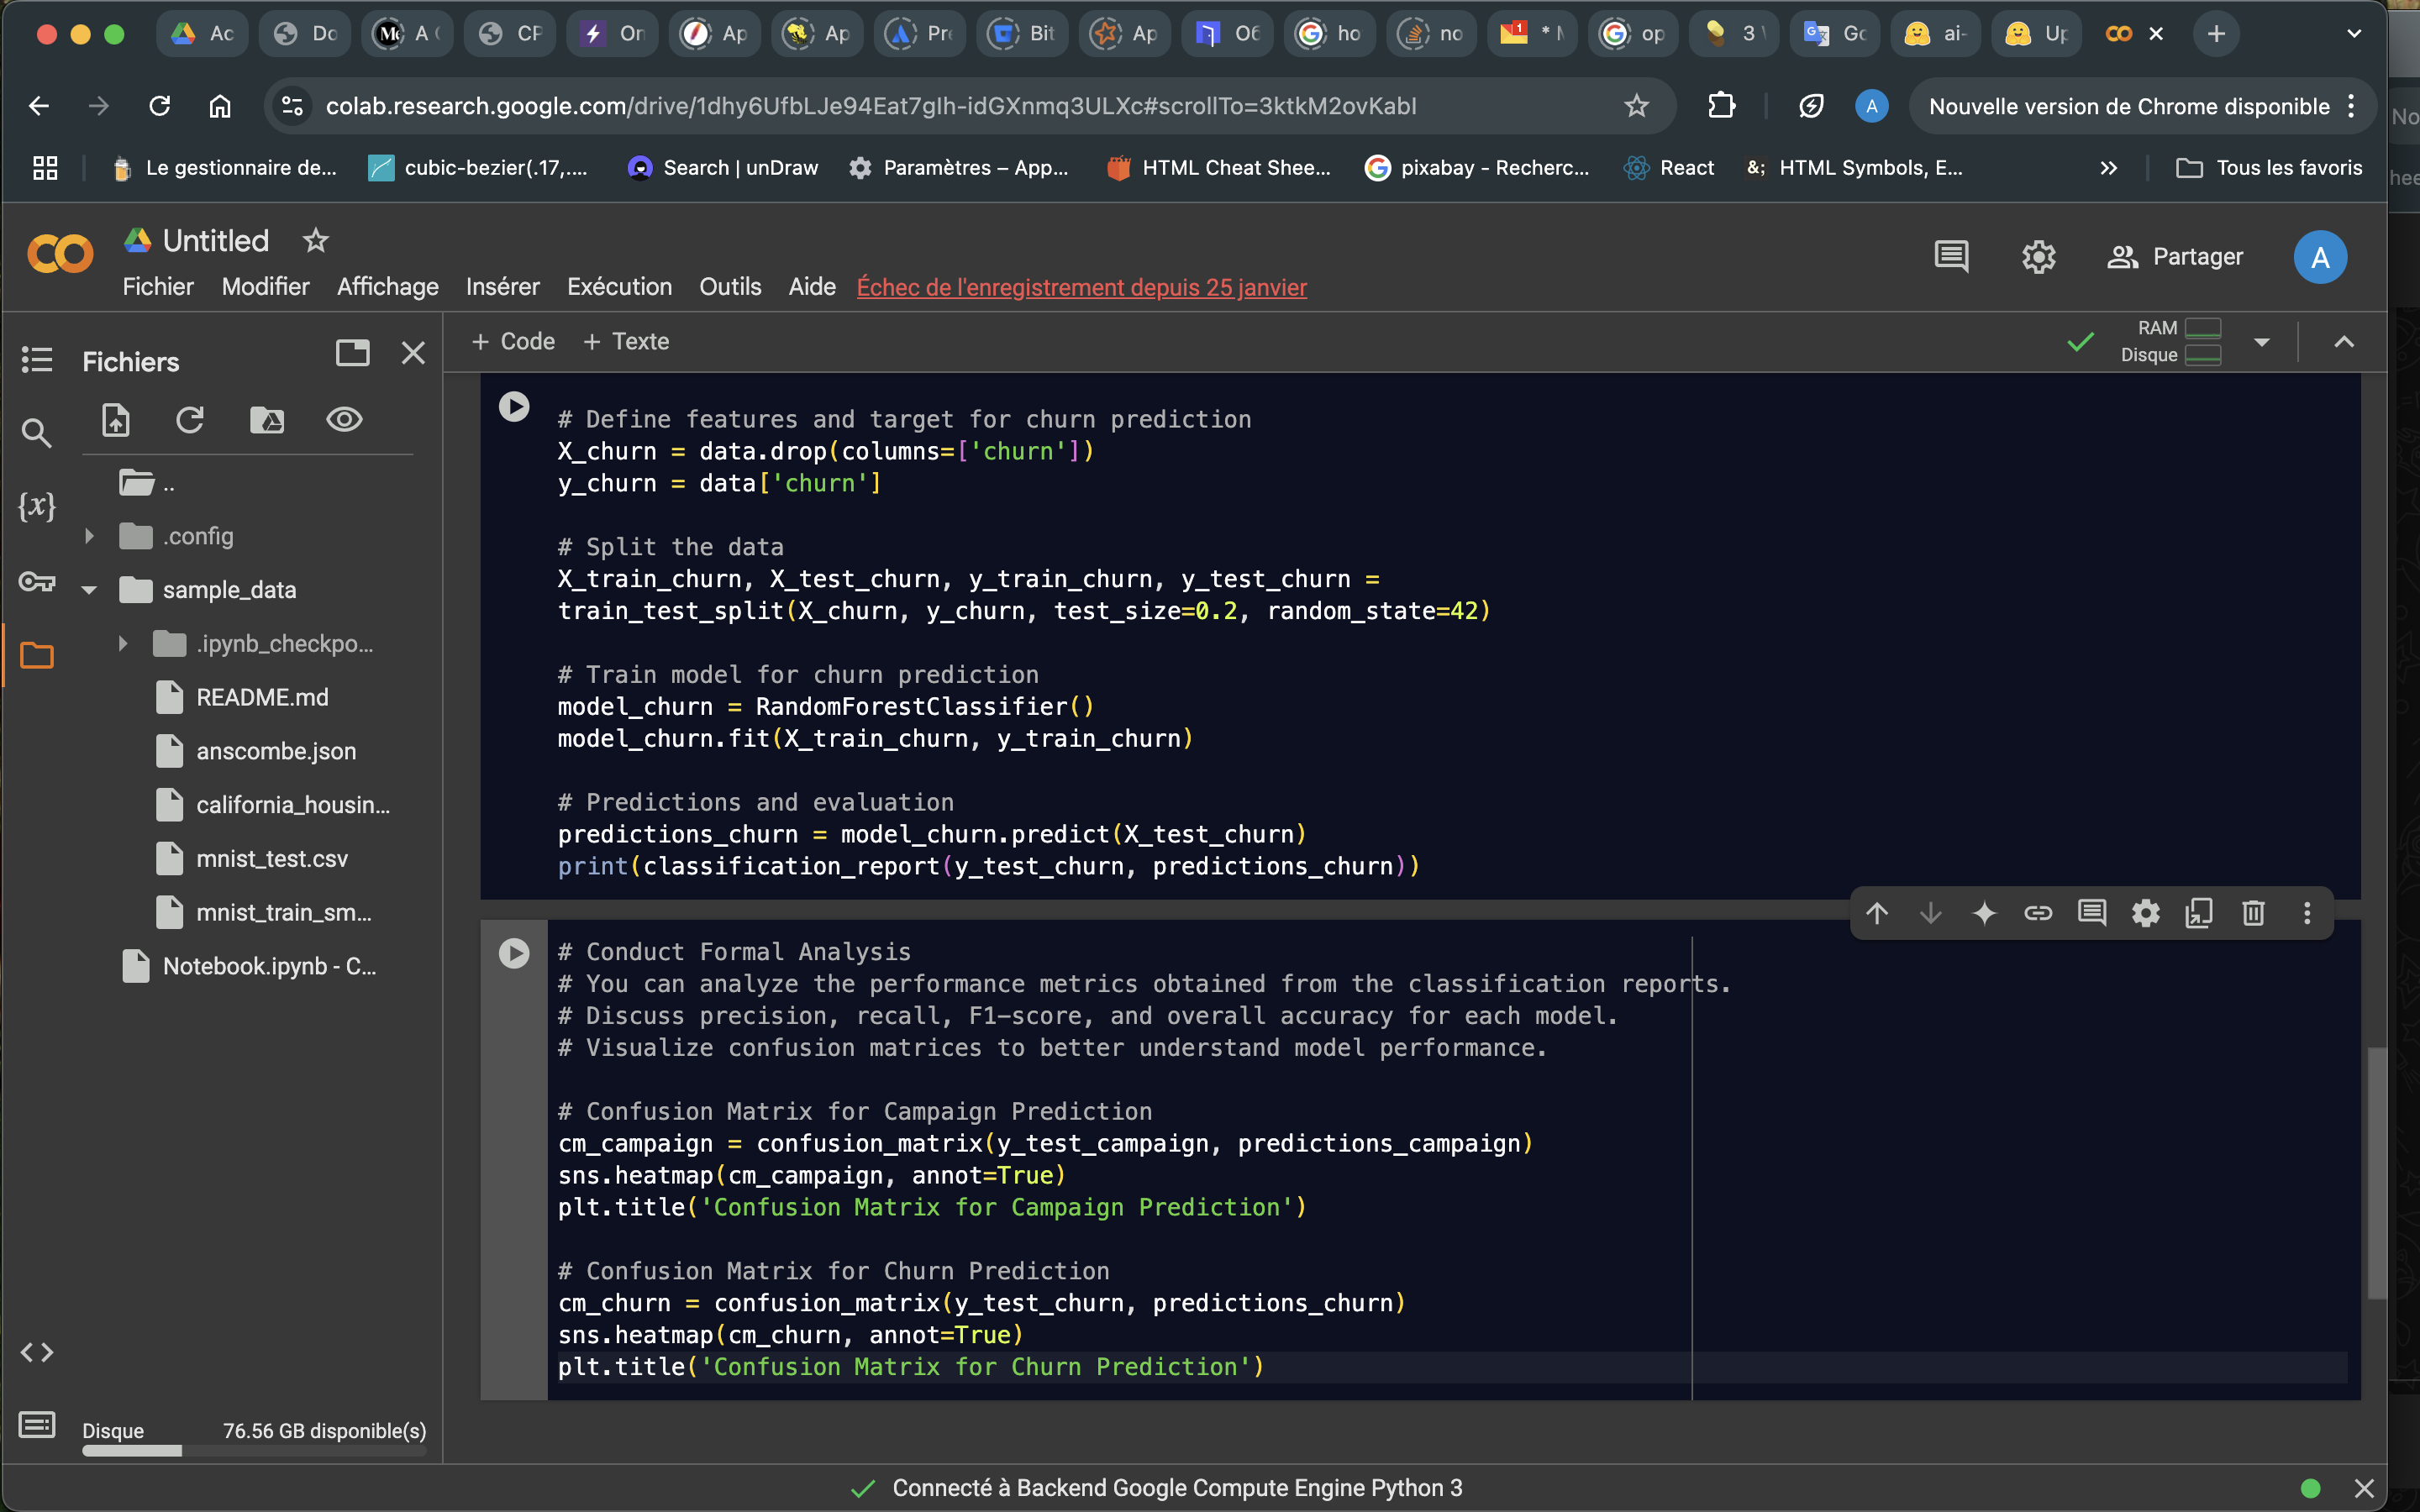 Ac
Do
A
CF
Or
Ap
Ap
Pr
Bit
Ap
O6
ho
no
op
3
Gc
ai-
Up
colab.research.google.com/drive/1dhy6UfbLJe94Eat7gIh-idGXnmq3ULXc#scrollTo=3ktkM2ovKabI
A
Nouvelle version de Chrome disponible
Le gestionnaire de...
cubic-bezier(.17,....
Search | unDraw
Paramètres – App...
HTML Cheat Shee...
pixabay - Recherc...
React
&; HTML Symbols, E...
Tous les favoris
Untitled
Fichier Modifier Affichage Insérer Exécution Outils Aide Échec de l'enregistrement depuis 25 janvier
Partager
A
Fichiers
+ Code + Texte
RAM
Disque
..
.config
sample_data
.ipynb_checkpo...
README.md
anscombe.json
california_housin...
mnist_test.csv
mnist_train_sm...
Notebook.ipynb - C...
Disque 76.56 GB disponible(s)
# Define features and target for churn prediction
X_churn = data.drop(columns=['churn'])
y_churn = data['churn']
# Split the data
X_train_churn, X_test_churn, y_train_churn, y_test_churn =
train_test_split(X_churn, y_churn, test_size=0.2, random_state=42)
# Train model for churn prediction
model_churn = RandomForestClassifier()
model_churn.fit(X_train_churn, y_train_churn)
# Predictions and evaluation
predictions_churn = model_churn.predict(X_test_churn)
print(classification_report(y_test_churn, predictions_churn))
# Conduct Formal Analysis
# You can analyze the performance metrics obtained from the classification reports.
# Discuss precision, recall, F1-score, and overall accuracy for each model.
# Visualize confusion matrices to better understand model performance.
# Confusion Matrix for Campaign Prediction
cm_campaign = confusion_matrix(y_test_campaign, predictions_campaign)
sns.heatmap(cm_campaign, annot=True)
plt.title('Confusion Matrix for Campaign Prediction')
# Confusion Matrix for Churn Prediction
cm_churn = confusion_matrix(y_test_churn, predictions_churn)
sns.heatmap(cm_churn, annot=True)
plt.title('Confusion Matrix for Churn Prediction')
Connecté à Backend Google Compute Engine Python 3